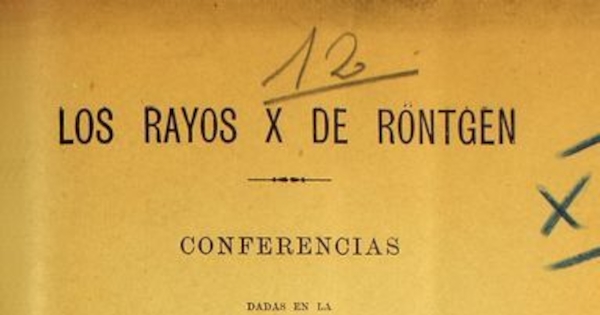 12
LOS RAYOS X DE RÖNTGEN
CONFERENCIAS
X
DADAS EN LA